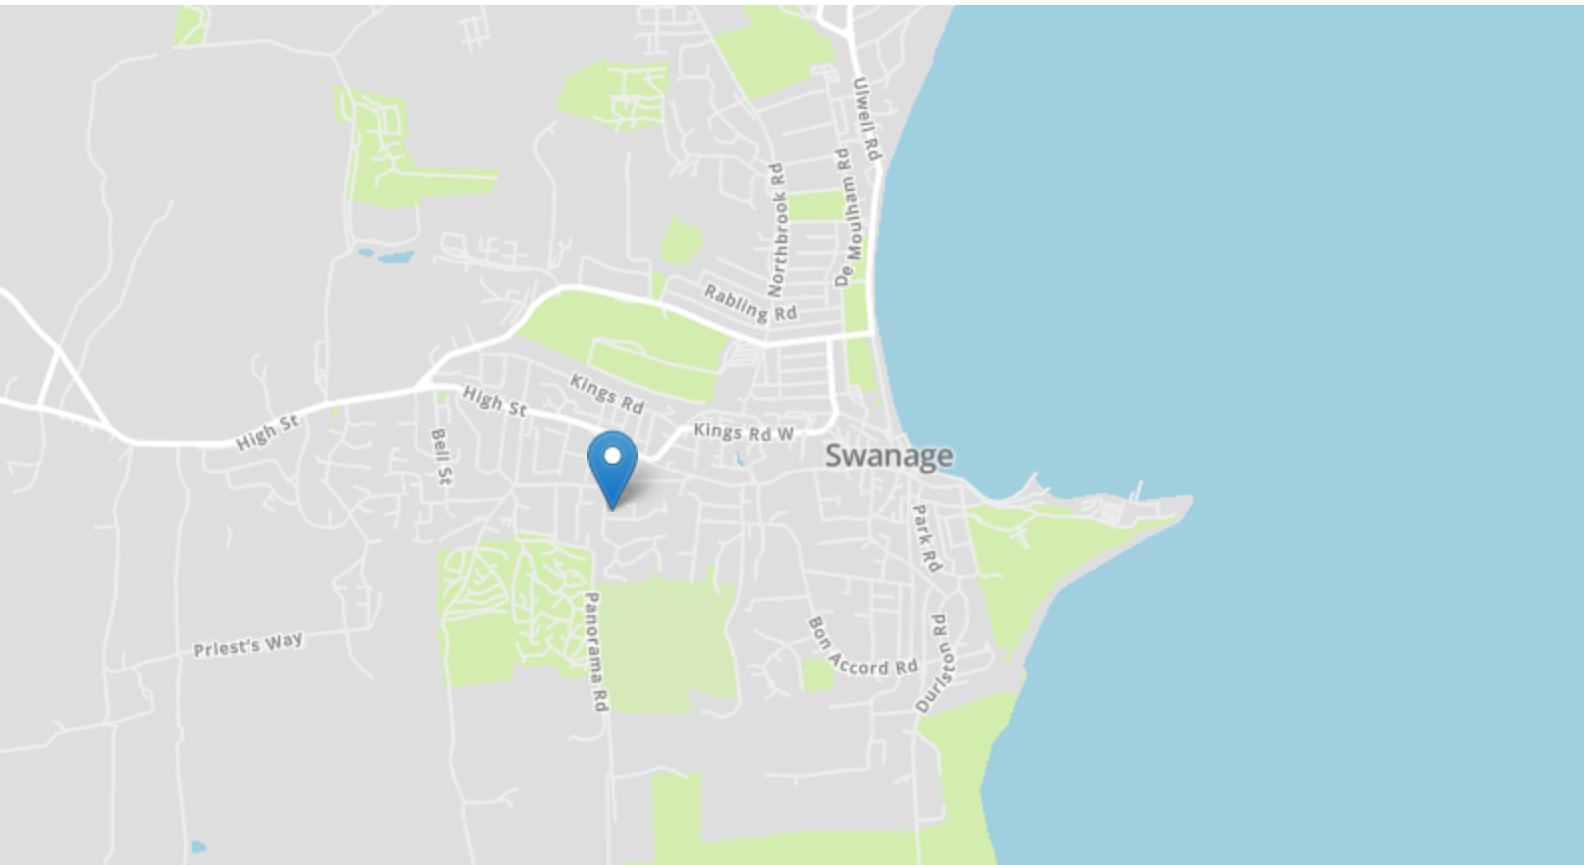 Ulwell Rd
De Moulham Rd
Northbrook Rd
Rabling Rd
Kings Rd
High St
High St
Kings Rd W
Bell St
Swanage
Park Rd
Panorama Rd
Priest's Way
Bon Accord Rd
Durlston Rd